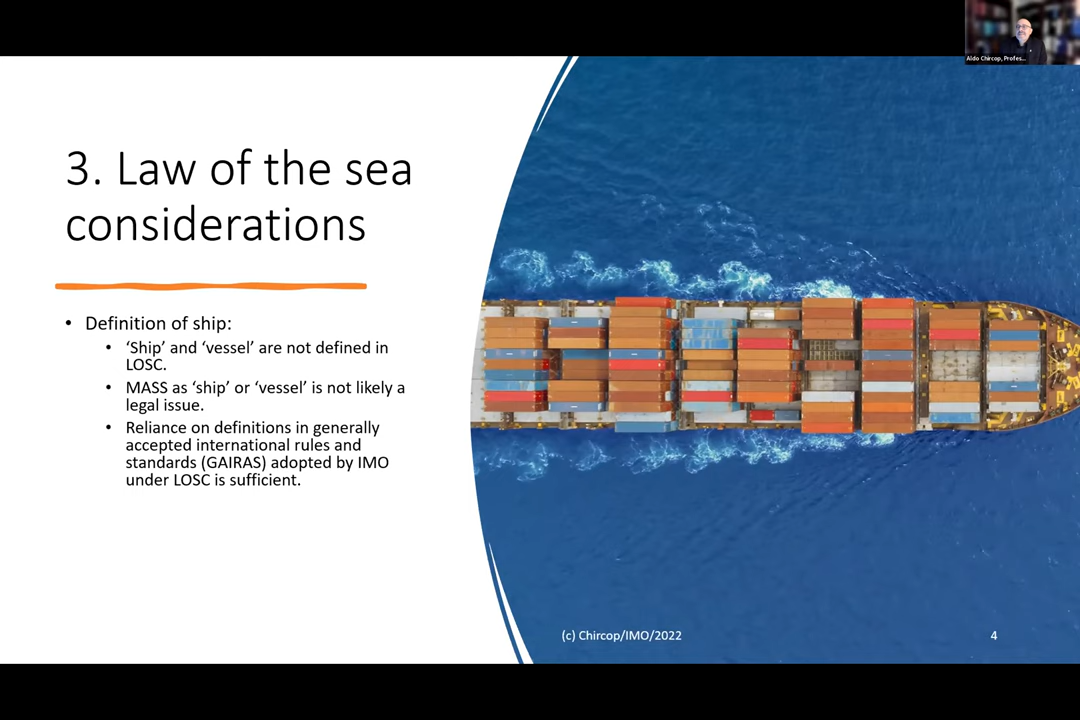 Aldo Chircop, Profes...
3. Law of the sea
considerations
• Definition of ship:
• ‘Ship’ and ‘vessel’ are not defined in
LOSC.
• MASS as ‘ship’ or ‘vessel’ is not likely a
legal issue.
• Reliance on definitions in generally
accepted international rules and
standards (GAIRAS) adopted by IMO
under LOSC is sufficient.
(c) Chircop/IMO/2022
4